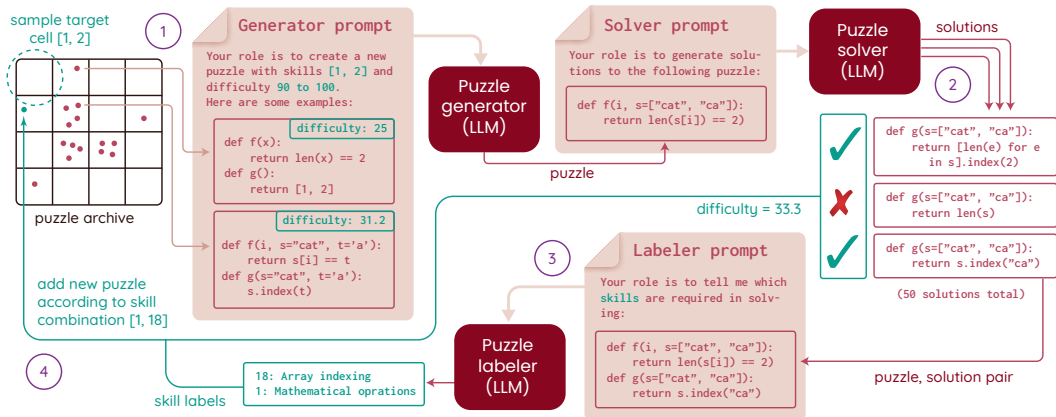 sample target
cell [1, 2]
1
puzzle archive
add new puzzle
according to skill
combination [1, 18]
4
Generator prompt
Your role is to create a new
puzzle with skills [1, 2] and
difficulty 90 to 100.
Here are some examples:
difficulty: 25
def f(x):
return len(x) == 2
def g():
return [1, 2]
difficulty: 31.2
def f(i, s="cat", t='a'):
return s[i] == t
def g(s="cat", t='a'):
s.index(t)
Puzzle
generator
(LLM)
puzzle
Solver prompt
Your role is to generate solu-
tions to the following puzzle:
def f(i, s=["cat", "ca"]):
return len(s[i]) == 2)
Puzzle
solver
(LLM)
solutions
2
def g(s=["cat", "ca"]):
return [len(e) for e
in s].index(2)
def g(s=["cat", "ca"]):
return len(s)
def g(s=["cat", "ca"]):
return s.index("ca")
(50 solutions total)
difficulty = 33.3
puzzle, solution pair
3
Labeler prompt
Your role is to tell me which
skills are required in solv-
ing:
def f(i, s=["cat", "ca"]):
return len(s[i]) == 2)
def g(s=["cat", "ca"]):
return s.index("ca")
Puzzle
labeler
(LLM)
18: Array indexing
1: Mathematical oprations
skill labels